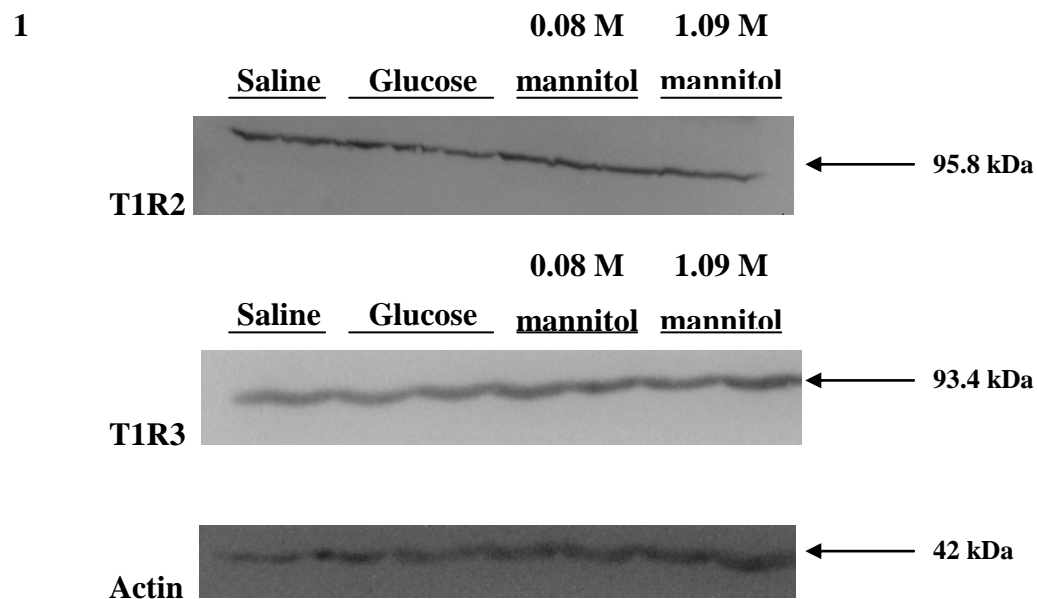 1
0.08 M 1.09 M
Saline Glucose mannitol mannitol
95.8 kDa
T1R2
0.08 M 1.09 M
Saline Glucose mannitol mannitol
93.4 kDa
T1R3
42 kDa
Actin